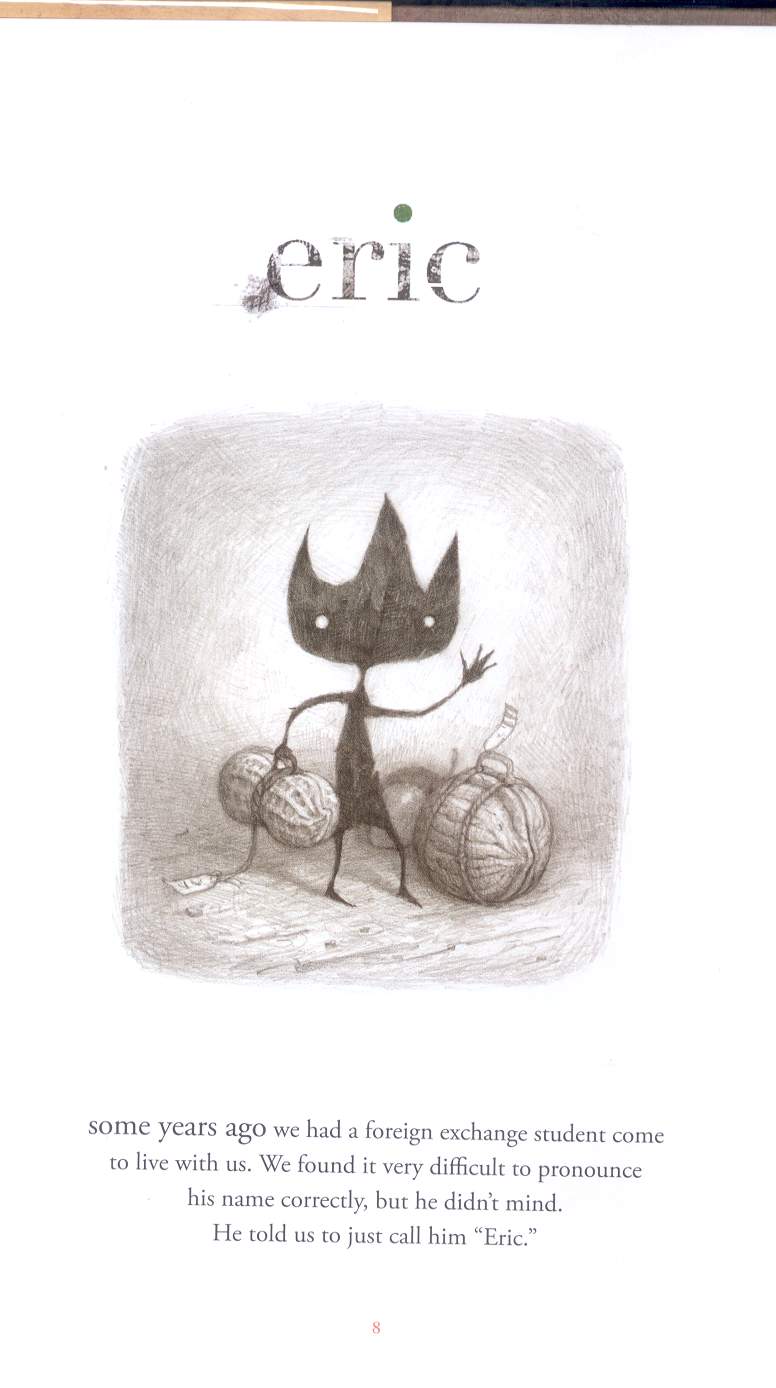 eric
some years ago we had a foreign exchange student come
to live with us. We found it very difficult to pronounce
his name correctly, but he didn’t mind.
He told us to just call him “Eric.”
8